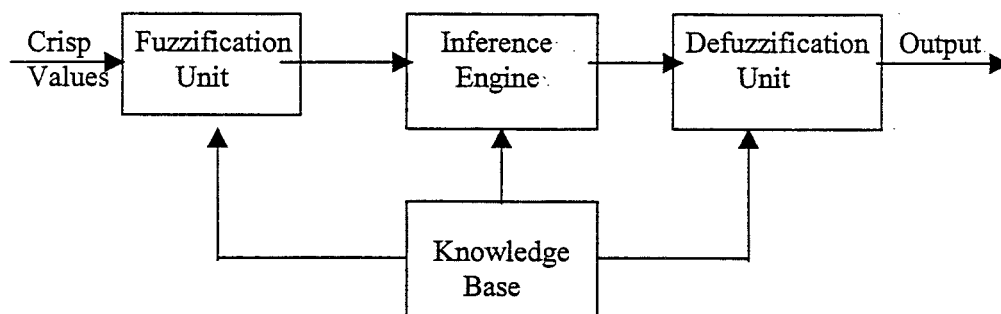 Crisp
Values
Fuzzification
Unit
Inference
Engine
Defuzzification
Unit
Output
Knowledge
Base